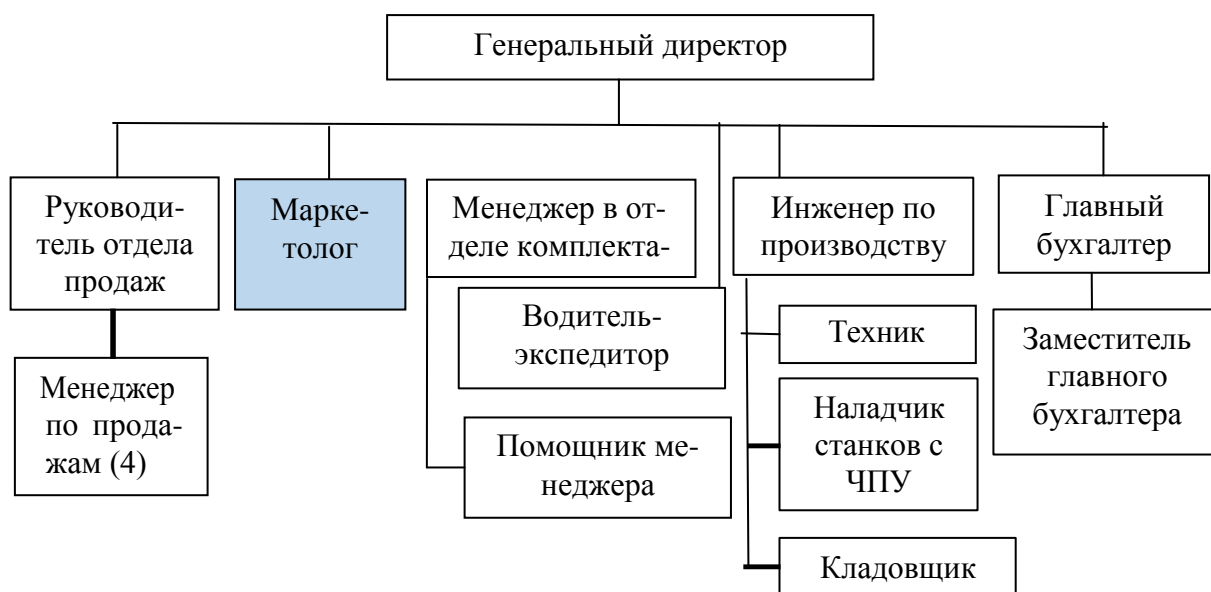 Генеральный директор
Руководи-
тель отдела
продаж
Марке-
толог
Менеджер в от-
деле комплекта-
Инженер по
производству
Главный
бухгалтер
Водитель-
экспедитор
Техник
Заместитель
главного
бухгалтера
Менеджер
по прода-
жам (4)
Наладчик
станков с
ЧПУ
Помощник ме-
неджера
Кладовщик